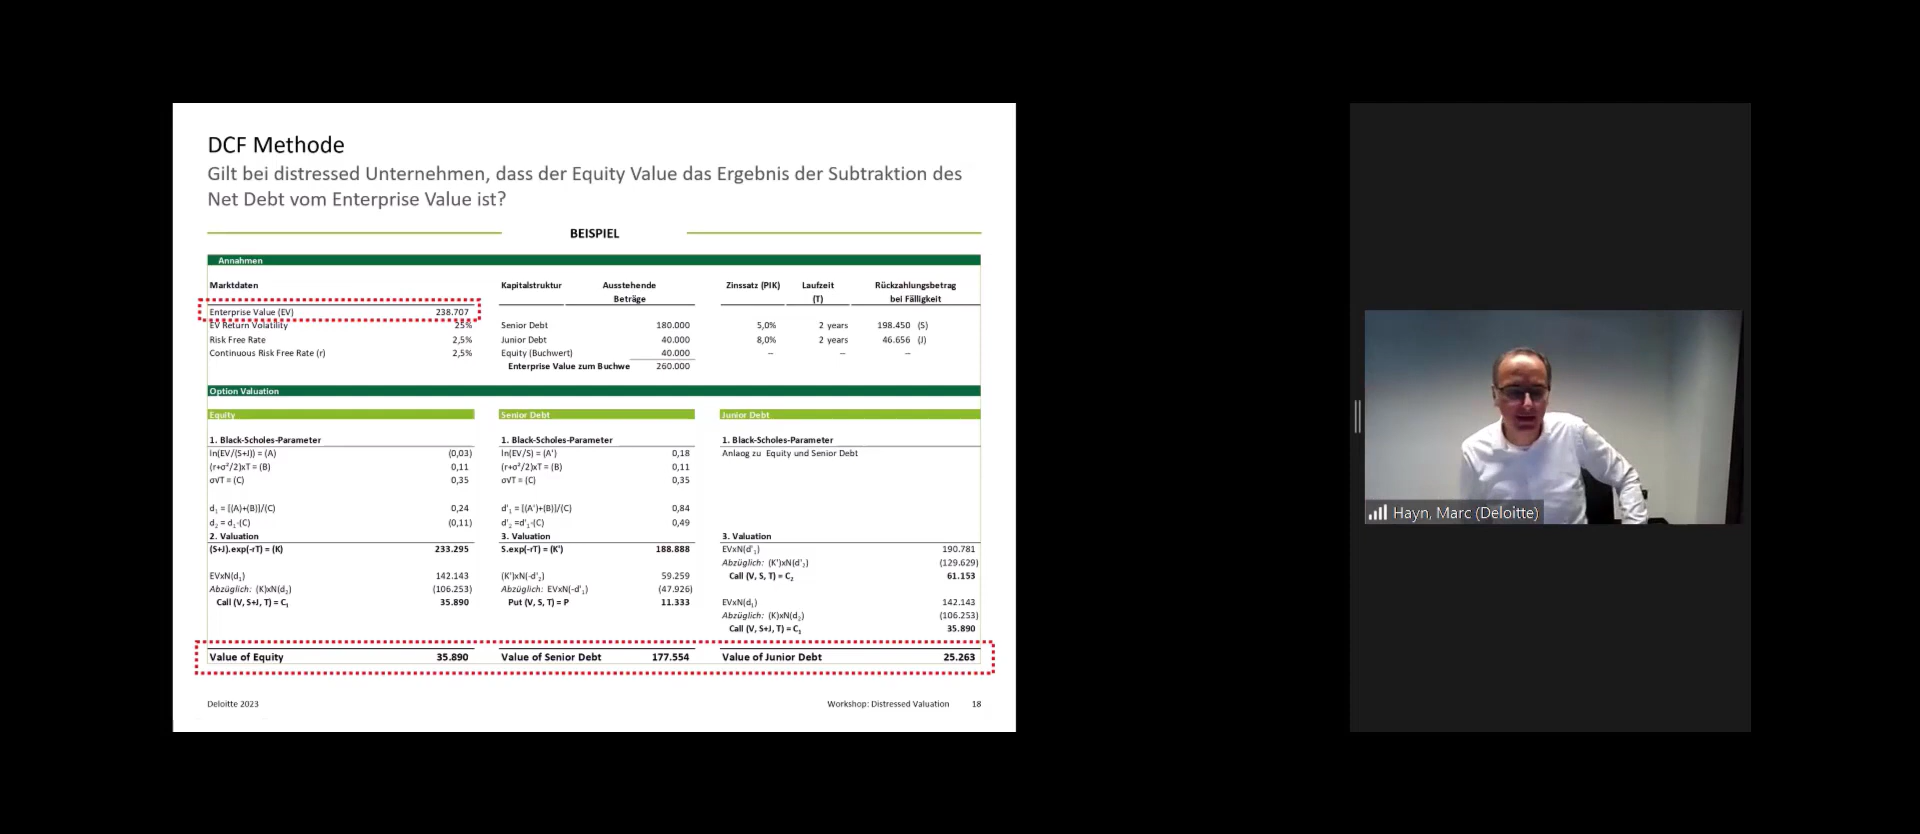 DCF Methode
Gilt bei distressed Unternehmen, dass der Equity Value das Ergebnis der Subtraktion des
Net Debt vom Enterprise Value ist?
BEISPIEL
Annahmen
Marktdaten Kapitalstruktur Ausstehende Zinssatz (PIK) Laufzeit Rückzahlungsbetrag
Beträge (T) bei Fälligkeit
Enterprise Value (EV) 238.707
EV Return Volatility 25% Senior Debt 180.000 5,0% 2 years 198.450 (S)
Risk Free Rate 2,5% Junior Debt 40.000 8,0% 2 years 46.656 (J)
Continuous Risk Free Rate (r) 2,5% Equity (Buchwert) 40.000 – – –
Enterprise Value zum Buchwe 260.000
Option Valuation
Equity Senior Debt Junior Debt
1. Black-Scholes-Parameter 1. Black-Scholes-Parameter 1. Black-Scholes-Parameter
ln(EV/(S+J)) = (A) (0,03) ln(EV/S) = (A') 0,18 Anlaog zu Equity und Senior Debt
(r+σ²/2)xT = (B) 0,11 (r+σ²/2)xT = (B) 0,11
σ√T = (C) 0,35 σ√T = (C) 0,35
d₁ = [(A)+(B)]/(C) 0,24 d'₁ = [(A')+(B)]/(C) 0,84
d₂ = d₁-(C) (0,11) d'₂ =d'₁-(C) 0,49
2. Valuation 3. Valuation 3. Valuation
(S+J).exp(-rT) = (K) 233.295 S.exp(-rT) = (K') 188.888 EVxN(d'₁) 190.781
Abzüglich: (K')xN(d'₂) (129.629)
EVxN(d₁) 142.143 (K')xN(-d'₂) 59.259 Call (V, S, T) = C₂ 61.153
Abzüglich: (K)xN(d₂) (106.253) Abzüglich: EVxN(-d'₁) (47.926)
Call (V, S+J, T) = C₁ 35.890 Put (V, S, T) = P 11.333 EVxN(d₁) 142.143
Abzüglich: (K)xN(d₂) (106.253)
Call (V, S+J, T) = C₁ 35.890
Value of Equity 35.890 Value of Senior Debt 177.554 Value of Junior Debt 25.263
Deloitte 2023 Workshop: Distressed Valuation 18
Hayn, Marc (Deloitte)